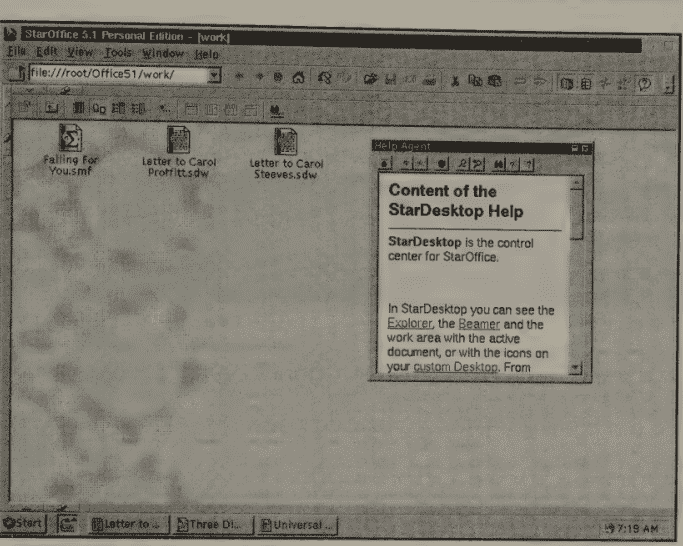 StarOffice 5.1 Personal Edition - [work]
File Edit View Tools Window Help
file:///root/Office51/work/
Falling For
You.smf
Letter to Carol
Proffitt.sdw
Letter to Carol
Steeves.sdw
Help Agent
Content of the
StarDesktop Help
StarDesktop is the control
center for StarOffice.
In StarDesktop you can see the
Explorer, the Beamer and the
work area with the active
document, or with the icons on
your custom Desktop. From
Start
Letter to ...
Three Di...
Universal ...
7:19 AM